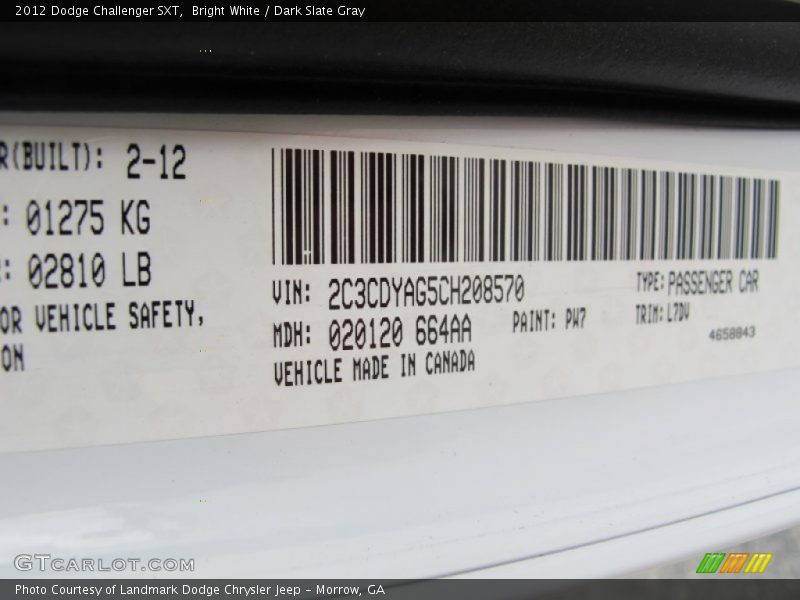 2012 Dodge Challenger SXT,  Bright White / Dark Slate Gray
R(BUILT): 2-12
: 01275 KG
: 02810 LB
OR VEHICLE SAFETY,
ON
VIN: 2C3CDYAG5CH208570
TYPE: PASSENGER CAR
MDH: 020120 664AA
PAINT: PW7
TRIM: L7DV
VEHICLE MADE IN CANADA
4658843
GTCARLOT.COM
Photo Courtesy of Landmark Dodge Chrysler Jeep - Morrow, GA